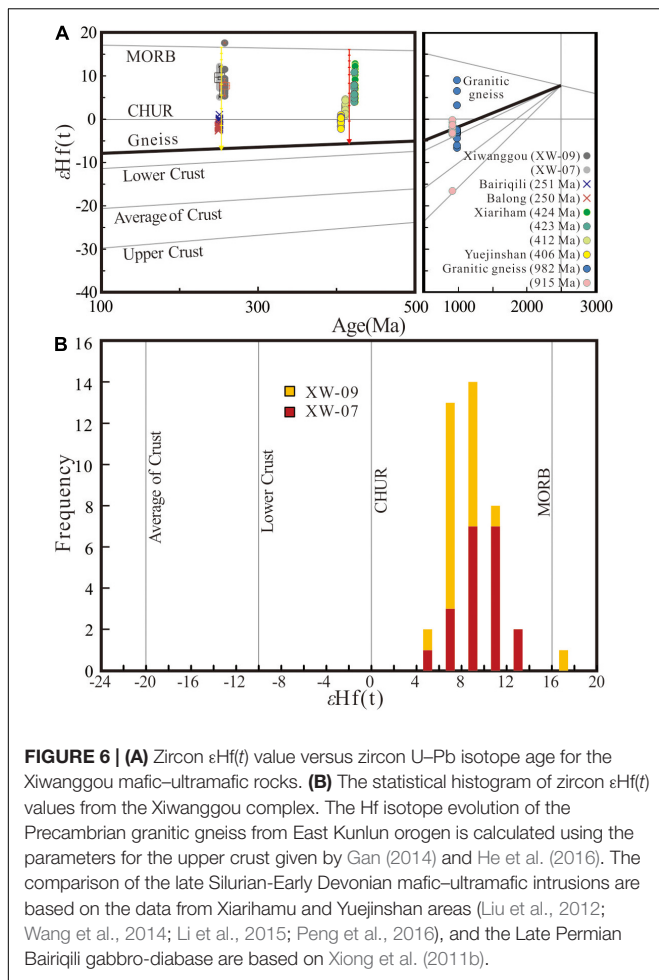 A
20
10
0
-10
-20
-30
-40
εHf(t)
MORB
CHUR
Gneiss
Lower Crust
Average of Crust
Upper Crust
100
300
500
Age(Ma)
Granitic
gneiss
Xiwanggou (XW-09)
(XW-07)
Bairiqili (251 Ma)
Balong (250 Ma)
Xiariham (424 Ma)
(423 Ma)
(412 Ma)
Yuejinshan (406 Ma)
Granitic gneiss (982 Ma)
(915 Ma)
1000
2000
3000
B
16
14
12
10
8
6
4
2
0
Frequency
XW-09
XW-07
Average of Crust
Lower Crust
CHUR
MORB
-24 -20 -16 -12 -8 -4 0 4 8 12 16 20
εHf(t)
FIGURE 6 | (A) Zircon εHf(t) value versus zircon U–Pb isotope age for the
Xiwanggou mafic–ultramafic rocks. (B) The statistical histogram of zircon εHf(t)
values from the Xiwanggou complex. The Hf isotope evolution of the
Precambrian granitic gneiss from East Kunlun orogen is calculated using the
parameters for the upper crust given by Gan (2014) and He et al. (2016). The
comparison of the late Silurian-Early Devonian mafic–ultramafic intrusions are
based on the data from Xiarihamu and Yuejinshan areas (Liu et al., 2012;
Wang et al., 2014; Li et al., 2015; Peng et al., 2016), and the Late Permian
Bairiqili gabbro-diabase are based on Xiong et al. (2011b).